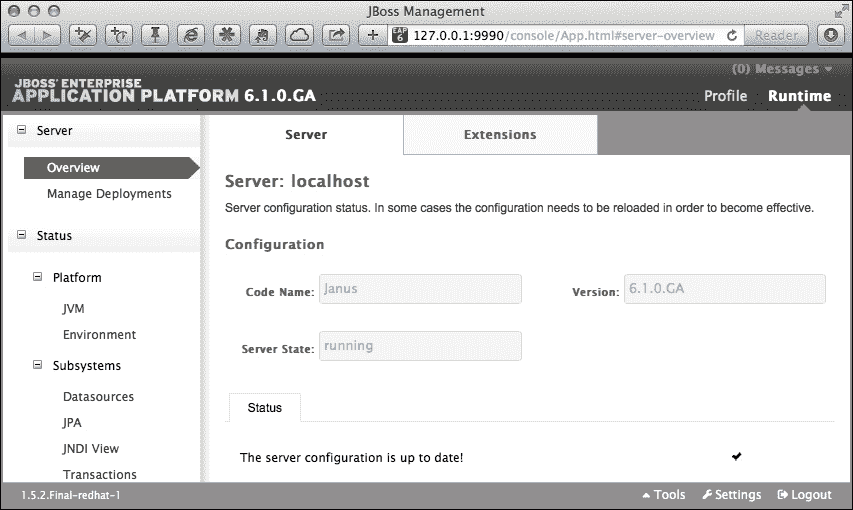 JBoss Management
EAP 6
127.0.0.1:9990/console/App.html#server-overview
Reader
(0) Messages
JBOSS® ENTERPRISE
APPLICATION PLATFORM 6.1.0.GA
Profile
Runtime
Server
Overview
Manage Deployments
Status
Platform
JVM
Environment
Subsystems
Datasources
JPA
JNDI View
Transactions
Server
Extensions
Server: localhost
Server configuration status. In some cases the configuration needs to be reloaded in order to become effective.
Configuration
Code Name: Janus
Version: 6.1.0.GA
Server State: running
Status
The server configuration is up to date!
1.5.2.Final-redhat-1
Tools
Settings
Logout